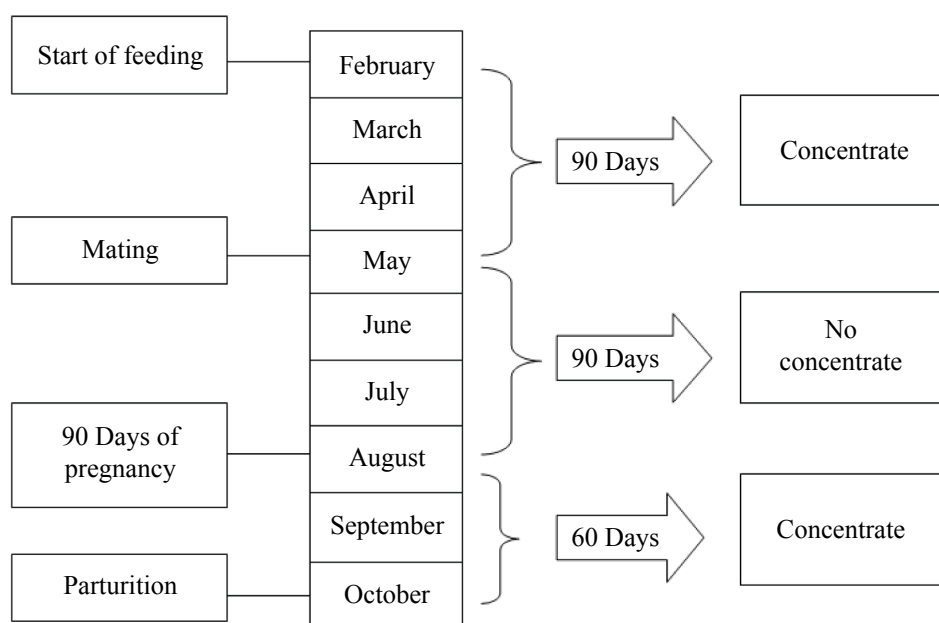 Start of feeding
Mating
90 Days of
pregnancy
Parturition
February
March
April
May
June
July
August
September
October
90 Days
90 Days
60 Days
Concentrate
No
concentrate
Concentrate